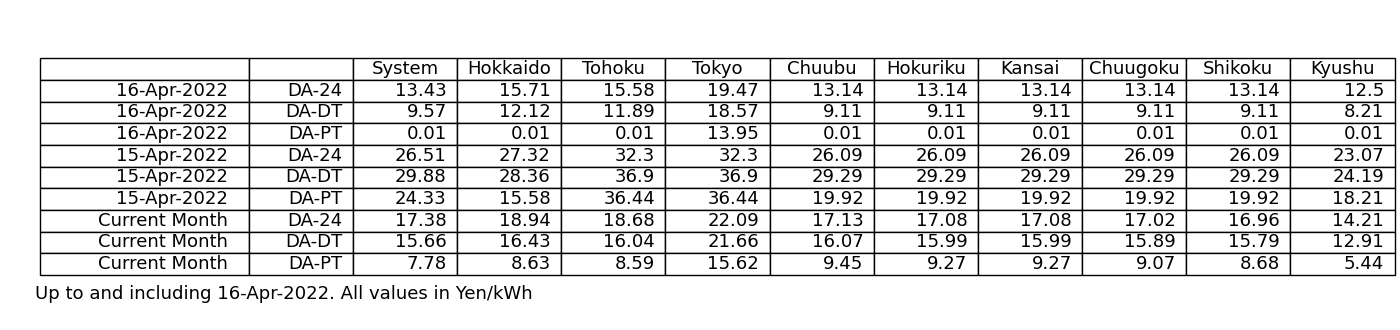 System Hokkaido Tohoku Tokyo Chuubu Hokuriku Kansai Chuugoku Shikoku Kyushu
16-Apr-2022 DA-24 13.43 15.71 15.58 19.47 13.14 13.14 13.14 13.14 13.14 12.5
16-Apr-2022 DA-DT 9.57 12.12 11.89 18.57 9.11 9.11 9.11 9.11 9.11 8.21
16-Apr-2022 DA-PT 0.01 0.01 0.01 13.95 0.01 0.01 0.01 0.01 0.01 0.01
15-Apr-2022 DA-24 26.51 27.32 32.3 32.3 26.09 26.09 26.09 26.09 26.09 23.07
15-Apr-2022 DA-DT 29.88 28.36 36.9 36.9 29.29 29.29 29.29 29.29 29.29 24.19
15-Apr-2022 DA-PT 24.33 15.58 36.44 36.44 19.92 19.92 19.92 19.92 19.92 18.21
Current Month DA-24 17.38 18.94 18.68 22.09 17.13 17.08 17.08 17.02 16.96 14.21
Current Month DA-DT 15.66 16.43 16.04 21.66 16.07 15.99 15.99 15.89 15.79 12.91
Current Month DA-PT 7.78 8.63 8.59 15.62 9.45 9.27 9.27 9.07 8.68 5.44
Up to and including 16-Apr-2022. All values in Yen/kWh